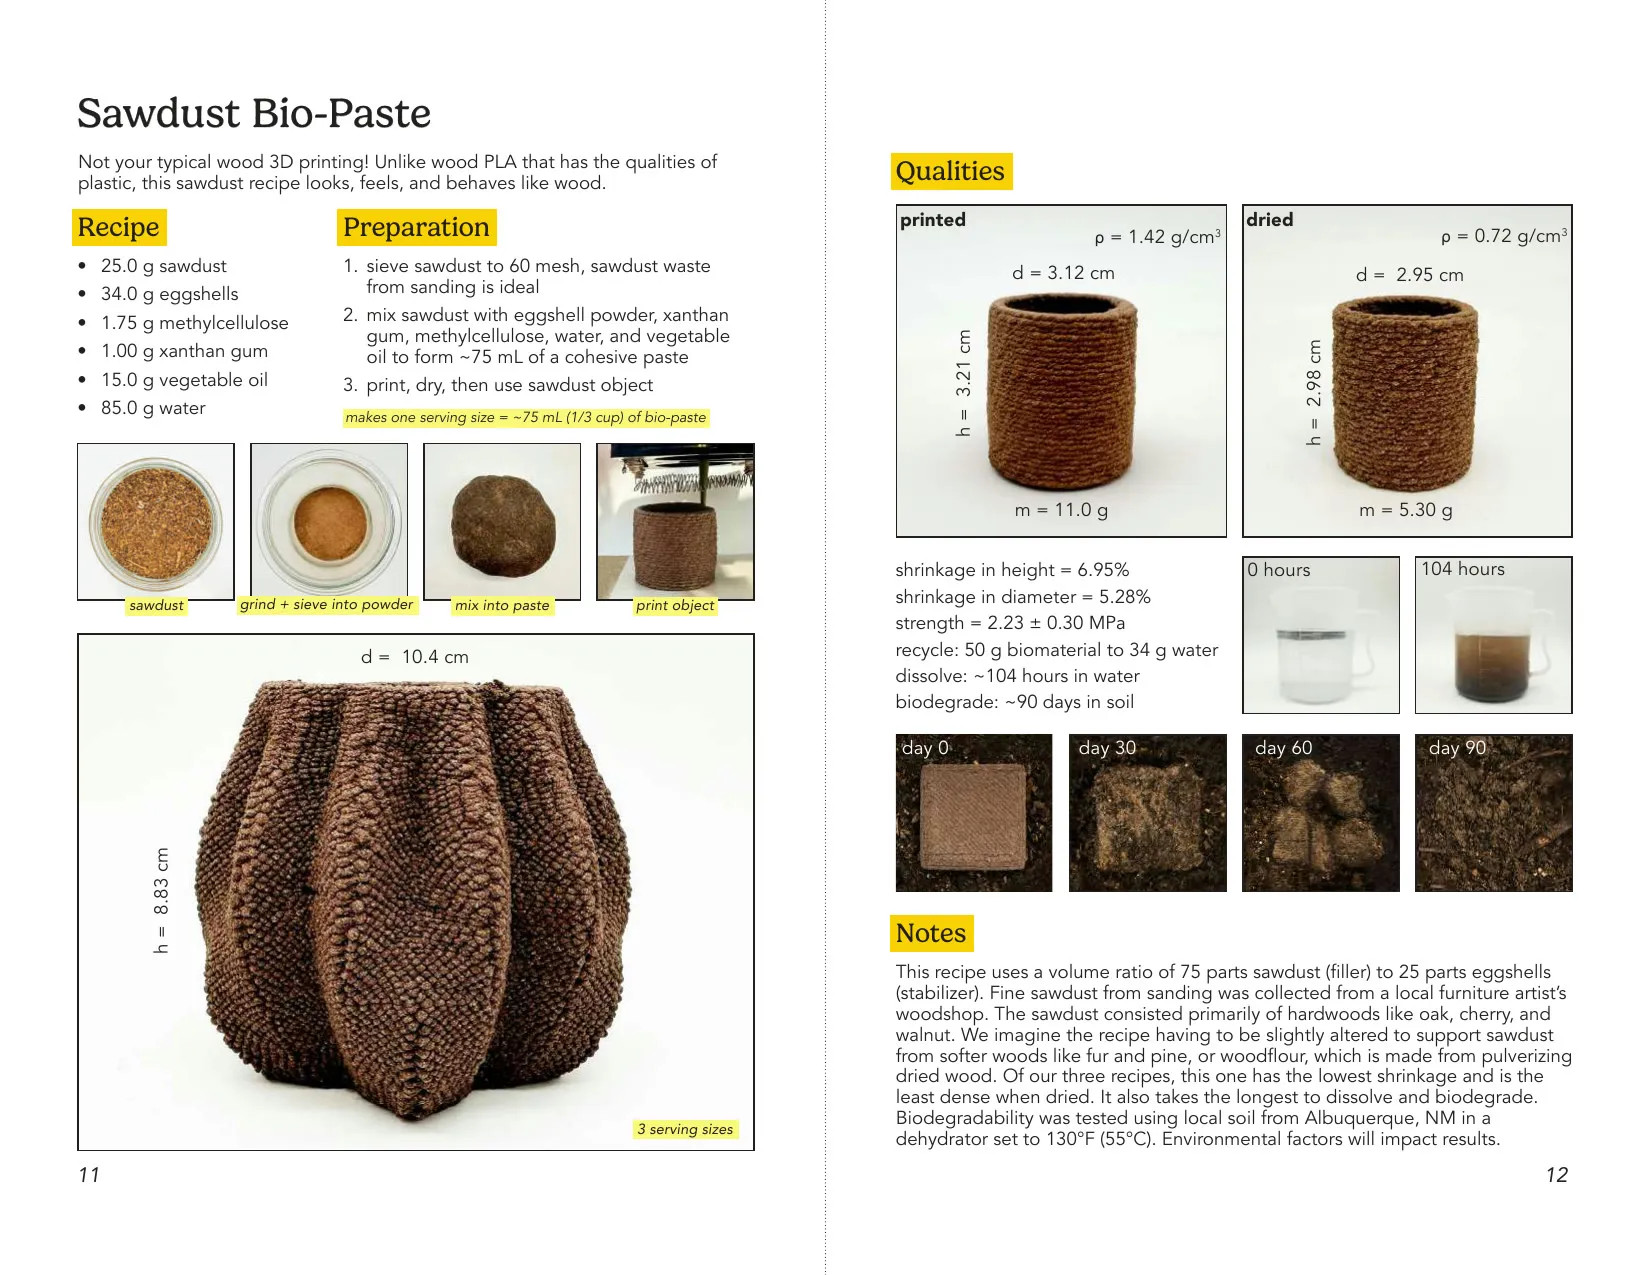 Sawdust Bio-Paste
Not your typical wood 3D printing! Unlike wood PLA that has the qualities of
plastic, this sawdust recipe looks, feels, and behaves like wood.
Recipe
• 25.0 g sawdust
• 34.0 g eggshells
• 1.75 g methylcellulose
• 1.00 g xanthan gum
• 15.0 g vegetable oil
• 85.0 g water
Preparation
1. sieve sawdust to 60 mesh, sawdust waste
from sanding is ideal
2. mix sawdust with eggshell powder, xanthan
gum, methylcellulose, water, and vegetable
oil to form ~75 mL of a cohesive paste
3. print, dry, then use sawdust object
makes one serving size = ~75 mL (1/3 cup) of bio-paste
sawdust
grind + sieve into powder
mix into paste
print object
d = 10.4 cm
h = 8.83 cm
3 serving sizes
11
Qualities
printed
ρ = 1.42 g/cm³
d = 3.12 cm
h = 3.21 cm
m = 11.0 g
dried
ρ = 0.72 g/cm³
d = 2.95 cm
h = 2.98 cm
m = 5.30 g
shrinkage in height = 6.95%
shrinkage in diameter = 5.28%
strength = 2.23 ± 0.30 MPa
recycle: 50 g biomaterial to 34 g water
dissolve: ~104 hours in water
biodegrade: ~90 days in soil
0 hours
104 hours
day 0
day 30
day 60
day 90
Notes
This recipe uses a volume ratio of 75 parts sawdust (filler) to 25 parts eggshells
(stabilizer). Fine sawdust from sanding was collected from a local furniture artist's
woodshop. The sawdust consisted primarily of hardwoods like oak, cherry, and
walnut. We imagine the recipe having to be slightly altered to support sawdust
from softer woods like fur and pine, or woodflour, which is made from pulverizing
dried wood. Of our three recipes, this one has the lowest shrinkage and is the
least dense when dried. It also takes the longest to dissolve and biodegrade.
Biodegradability was tested using local soil from Albuquerque, NM in a
dehydrator set to 130°F (55°C). Environmental factors will impact results.
12